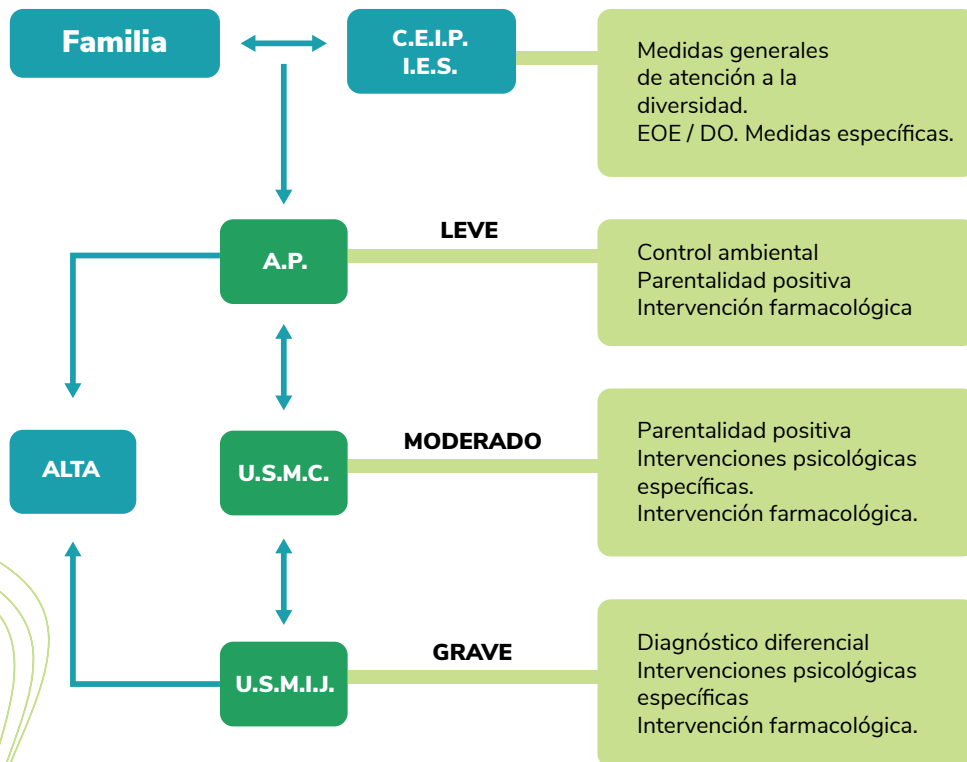 Familia
C.E.I.P.
I.E.S.
Medidas generales
de atención a la
diversidad.
EOE / DO. Medidas específicas.
A.P.
LEVE
Control ambiental
Parentalidad positiva
Intervención farmacológica
ALTA
U.S.M.C.
MODERADO
Parentalidad positiva
Intervenciones psicológicas
específicas.
Intervención farmacológica.
U.S.M.I.J.
GRAVE
Diagnóstico diferencial
Intervenciones psicológicas
específicas
Intervención farmacológica.